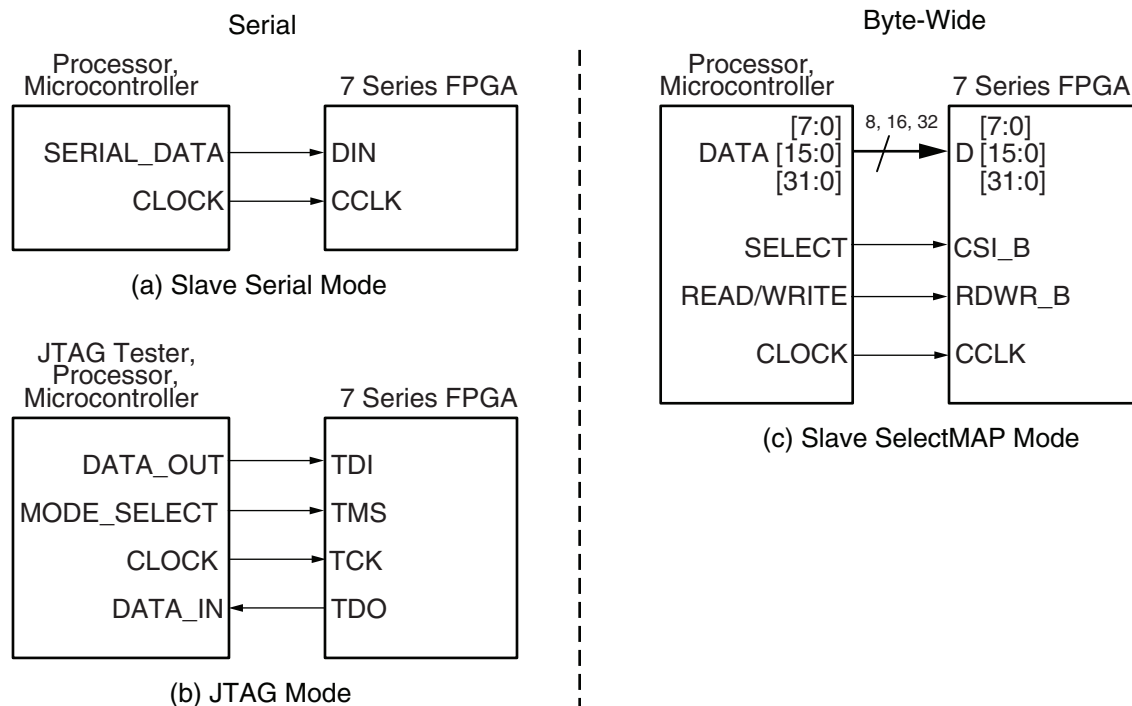 Serial
Processor,
Microcontroller
7 Series FPGA
SERIAL_DATA
DIN
CLOCK
CCLK
(a) Slave Serial Mode
JTAG Tester,
Processor,
Microcontroller
7 Series FPGA
DATA_OUT
TDI
MODE_SELECT
TMS
CLOCK
TCK
DATA_IN
TDO
(b) JTAG Mode
Byte-Wide
Processor,
Microcontroller
7 Series FPGA
[7:0]
8, 16, 32
[7:0]
DATA [15:0]
D [15:0]
[31:0]
[31:0]
SELECT
CSI_B
READ/WRITE
RDWR_B
CLOCK
CCLK
(c) Slave SelectMAP Mode